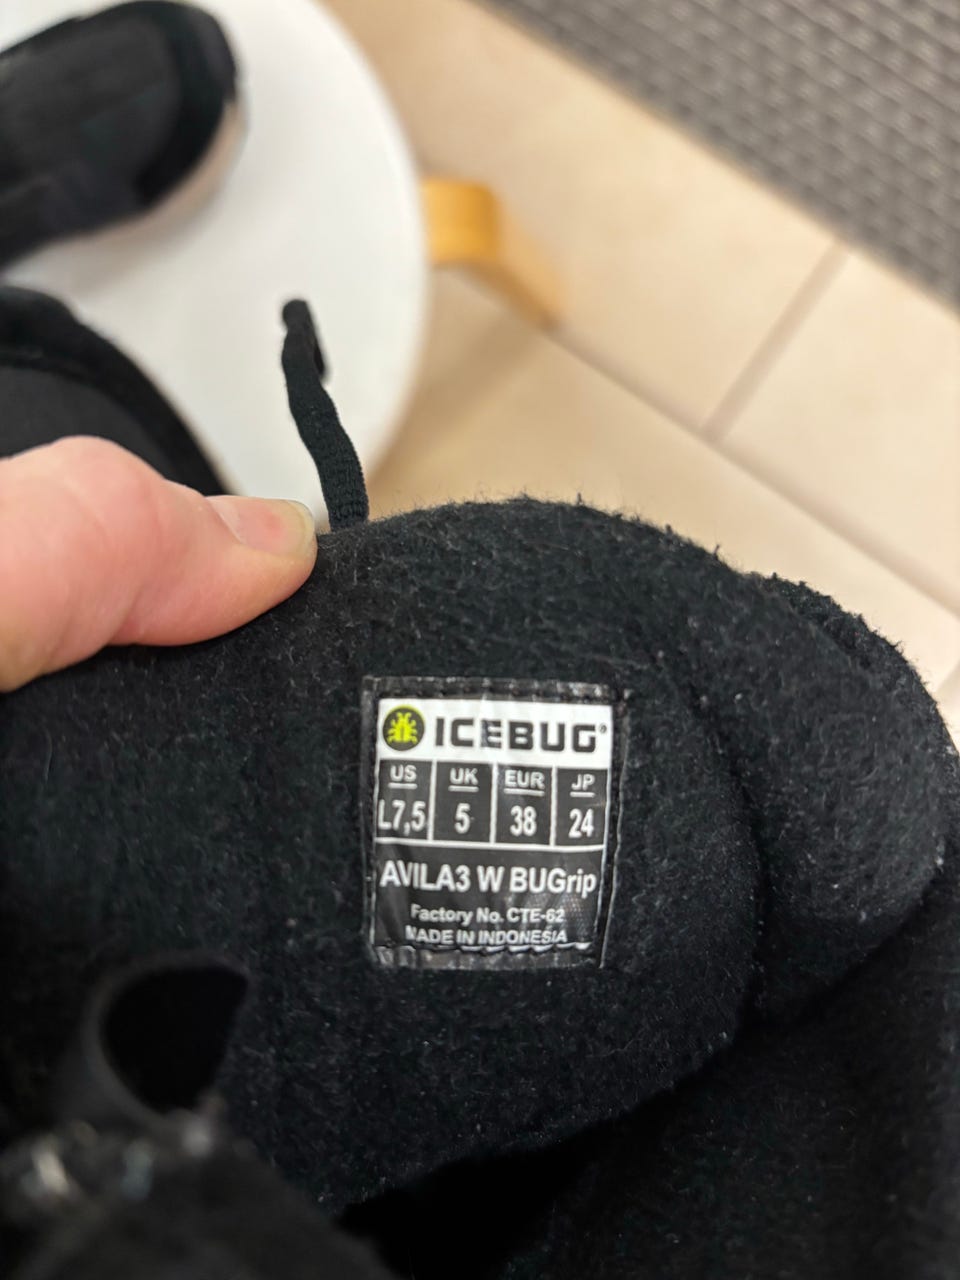 ICEBUG®
US UK EUR JP
L7,5 5 38 24
AVILA3 W BUGrip
Factory No. CTE-62
MADE IN INDONESIA